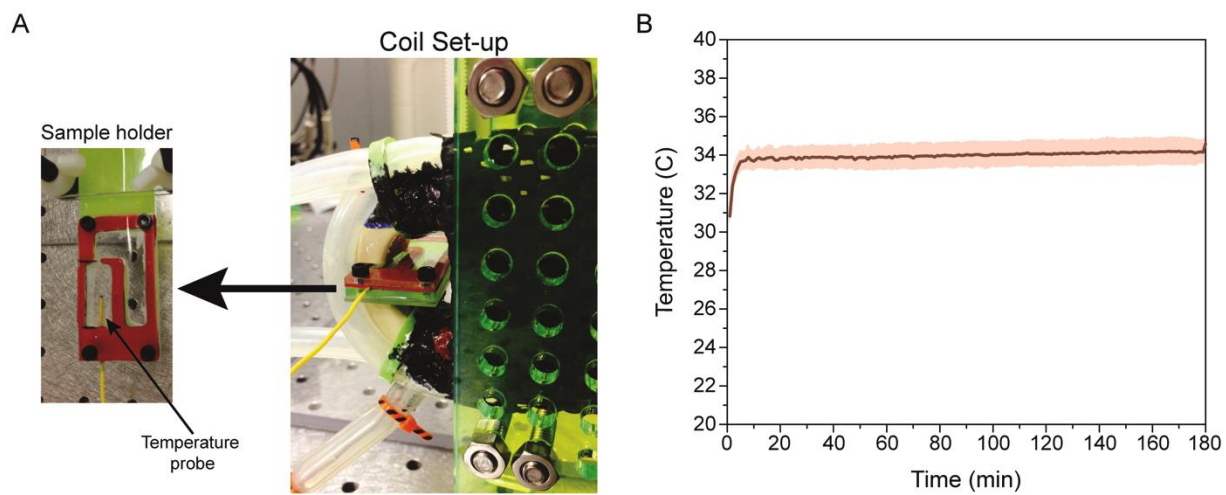 A
Coil Set-up
Sample holder
Temperature
probe
B
40
38
36
34
32
30
28
26
24
22
20
Temperature (C)
0 20 40 60 80 100 120 140 160 180
Time (min)